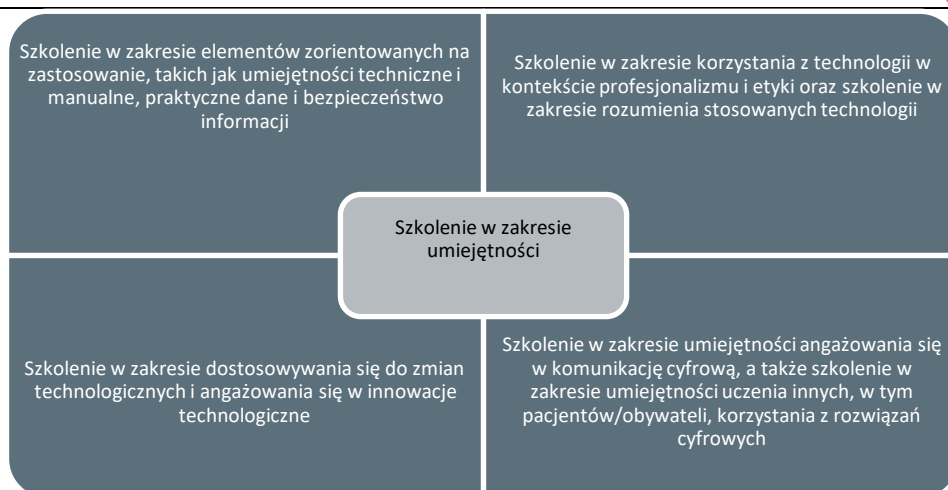 Szkolenie w zakresie elementów zorientowanych na
zastosowanie, takich jak umiejętności techniczne i
manualne, praktyczne dane i bezpieczeństwo
informacji
Szkolenie w zakresie korzystania z technologii w
kontekście profesjonalizmu i etyki oraz szkolenie w
zakresie rozumienia stosowanych technologii
Szkolenie w zakresie
umiejętności
Szkolenie w zakresie dostosowywania się do zmian
technologicznych i angażowania się w innowacje
technologiczne
Szkolenie w zakresie umiejętności angażowania się
w komunikację cyfrową, a także szkolenie w
zakresie umiejętności uczenia innych, w tym
pacjentów/obywateli, korzystania z rozwiązań
cyfrowych